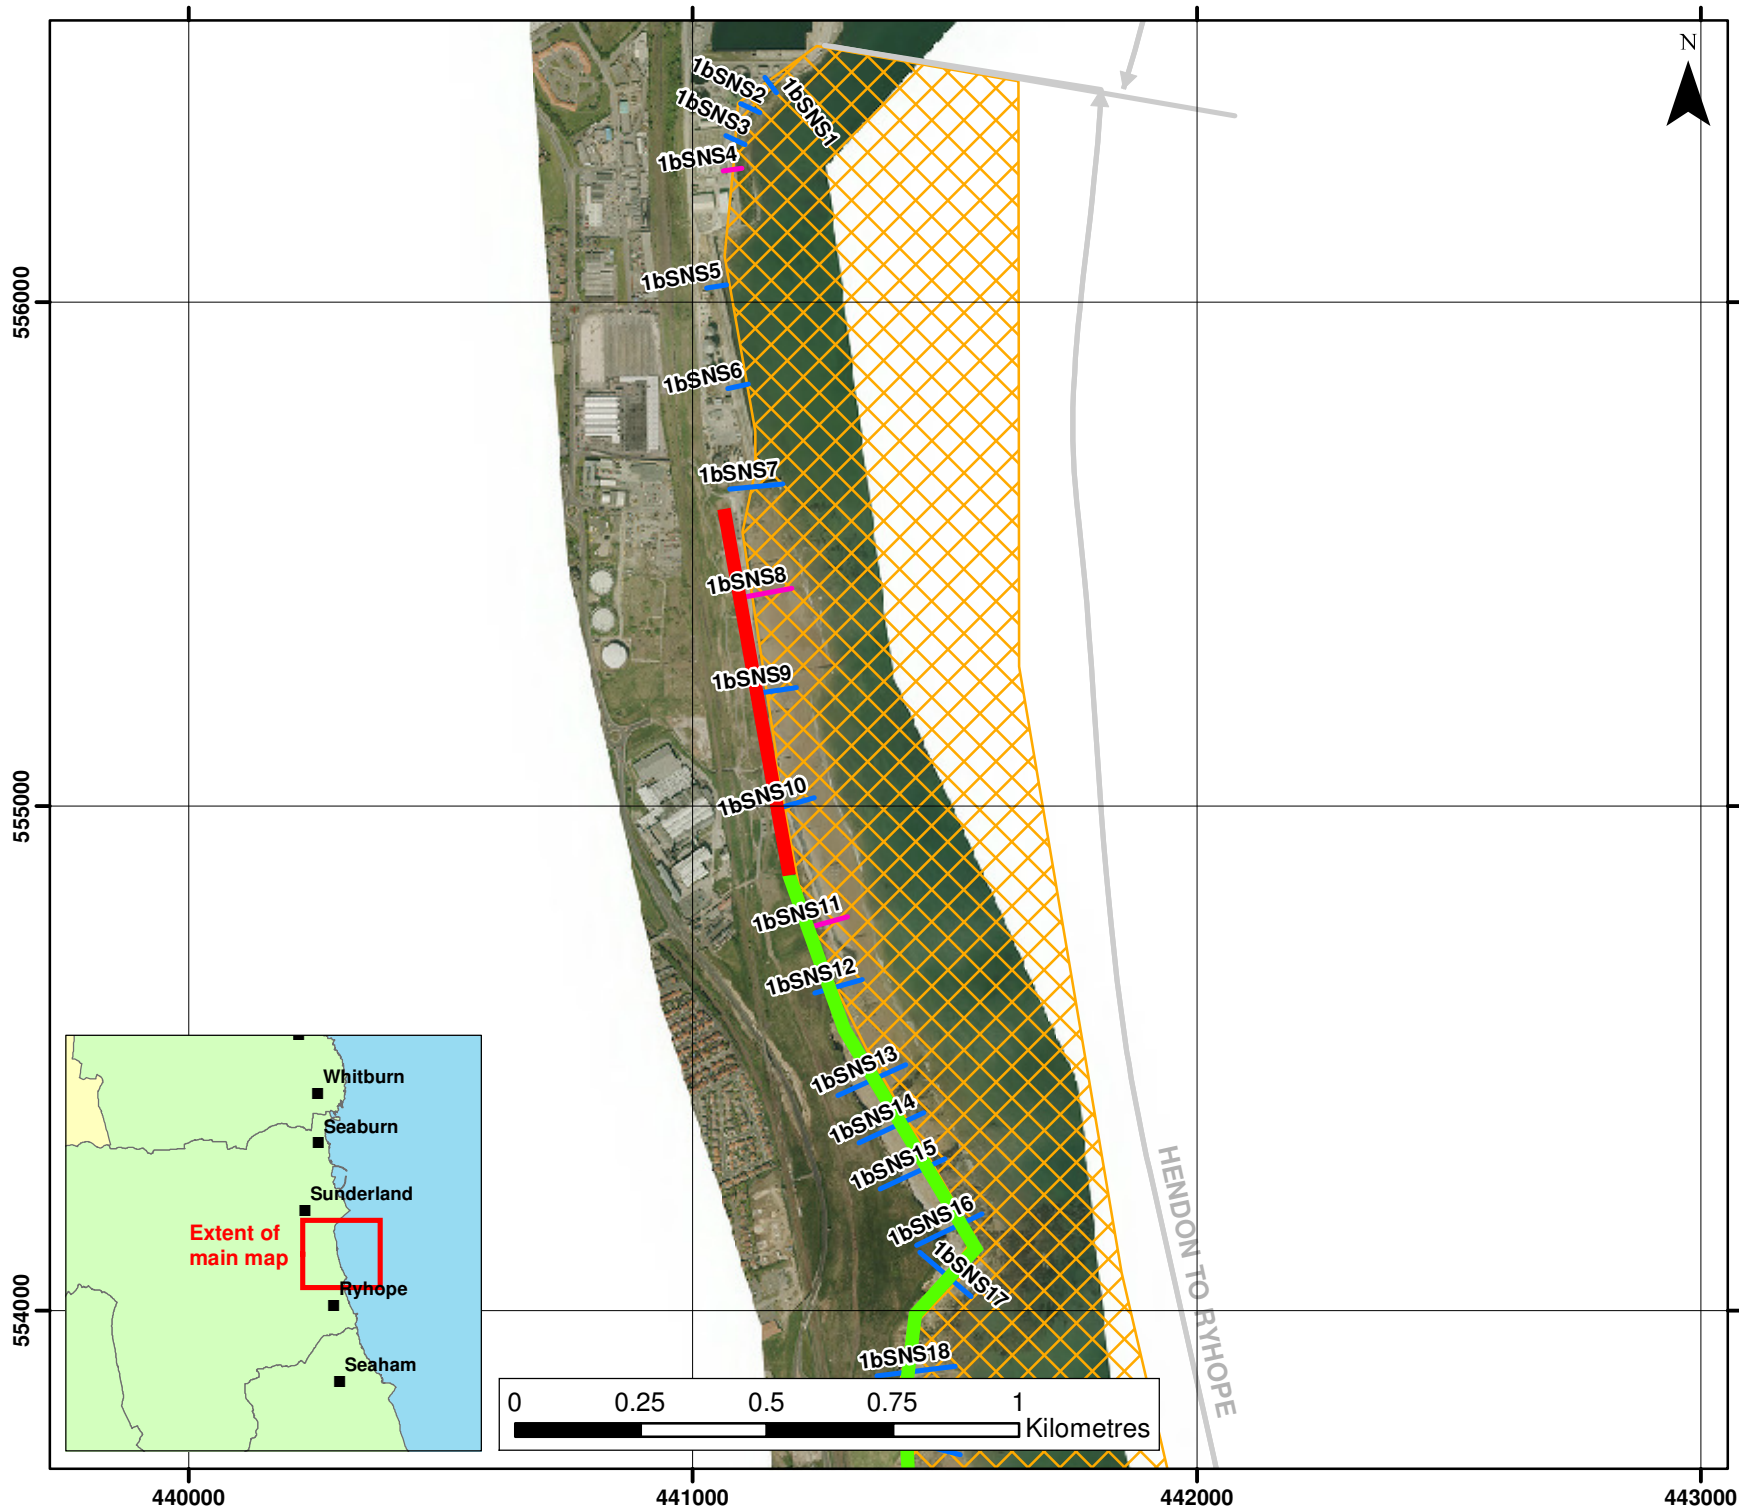 N
1bSNS1
1bSNS2
1bSNS3
1bSNS4
1bSNS5
1bSNS6
1bSNS7
1bSNS8
1bSNS9
1bSNS10
1bSNS11
1bSNS12
1bSNS13
1bSNS14
1bSNS15
1bSNS16
1bSNS17
1bSNS18
HENDON TO RYHOPE
556000
555000
554000
Whitburn
Seaburn
Sunderland
Extent of
main map
Ryhope
Seaham
0 0.25 0.5 0.75 1
Kilometres
440000 441000 442000 443000